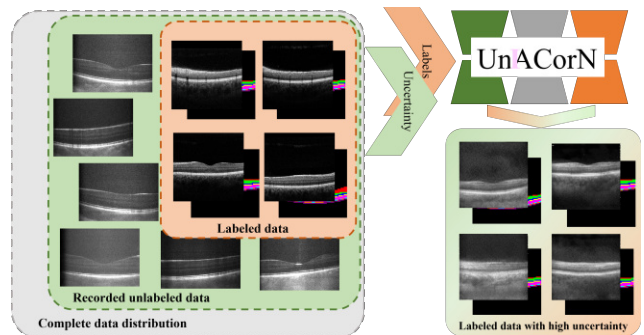 Labels
Uncertainty
UnACorN
Labeled data
Recorded unlabeled data
Complete data distribution
Labeled data with high uncertainty